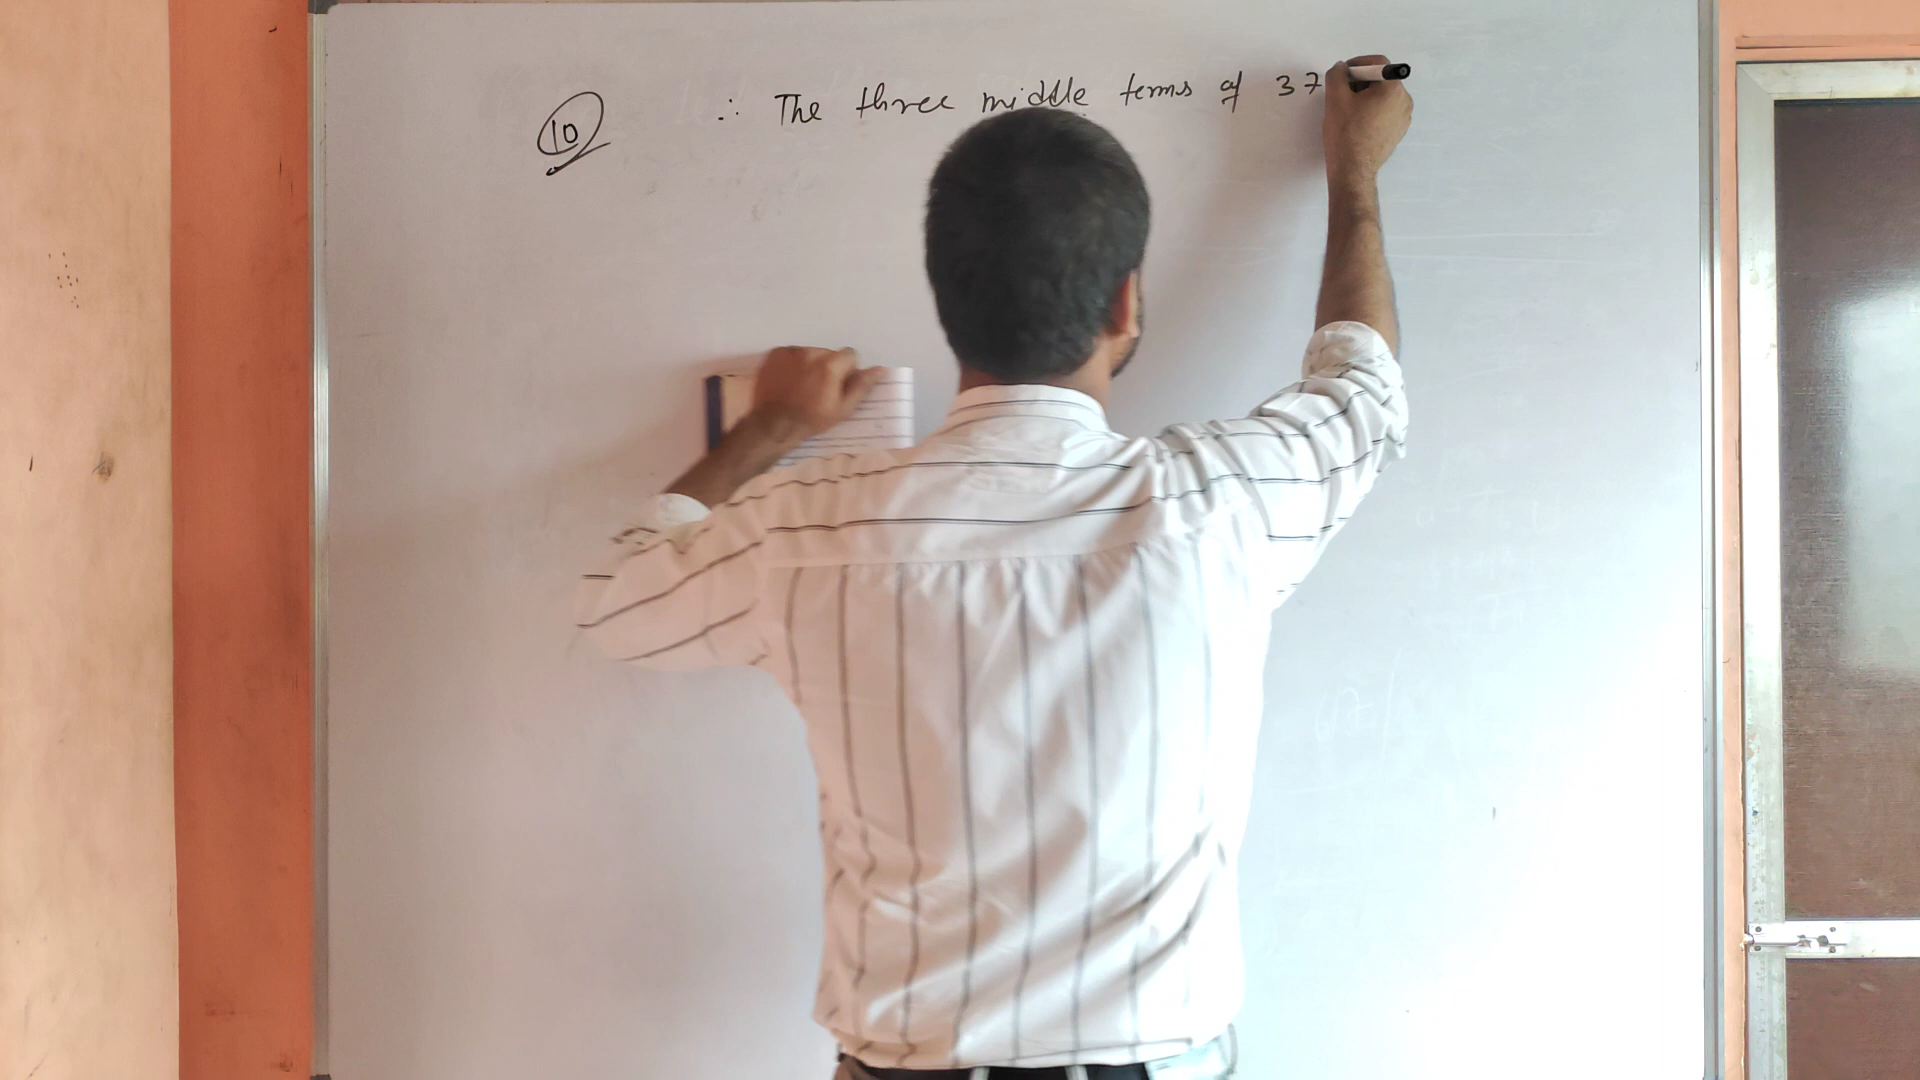 10 ∴ The three middle terms of 37